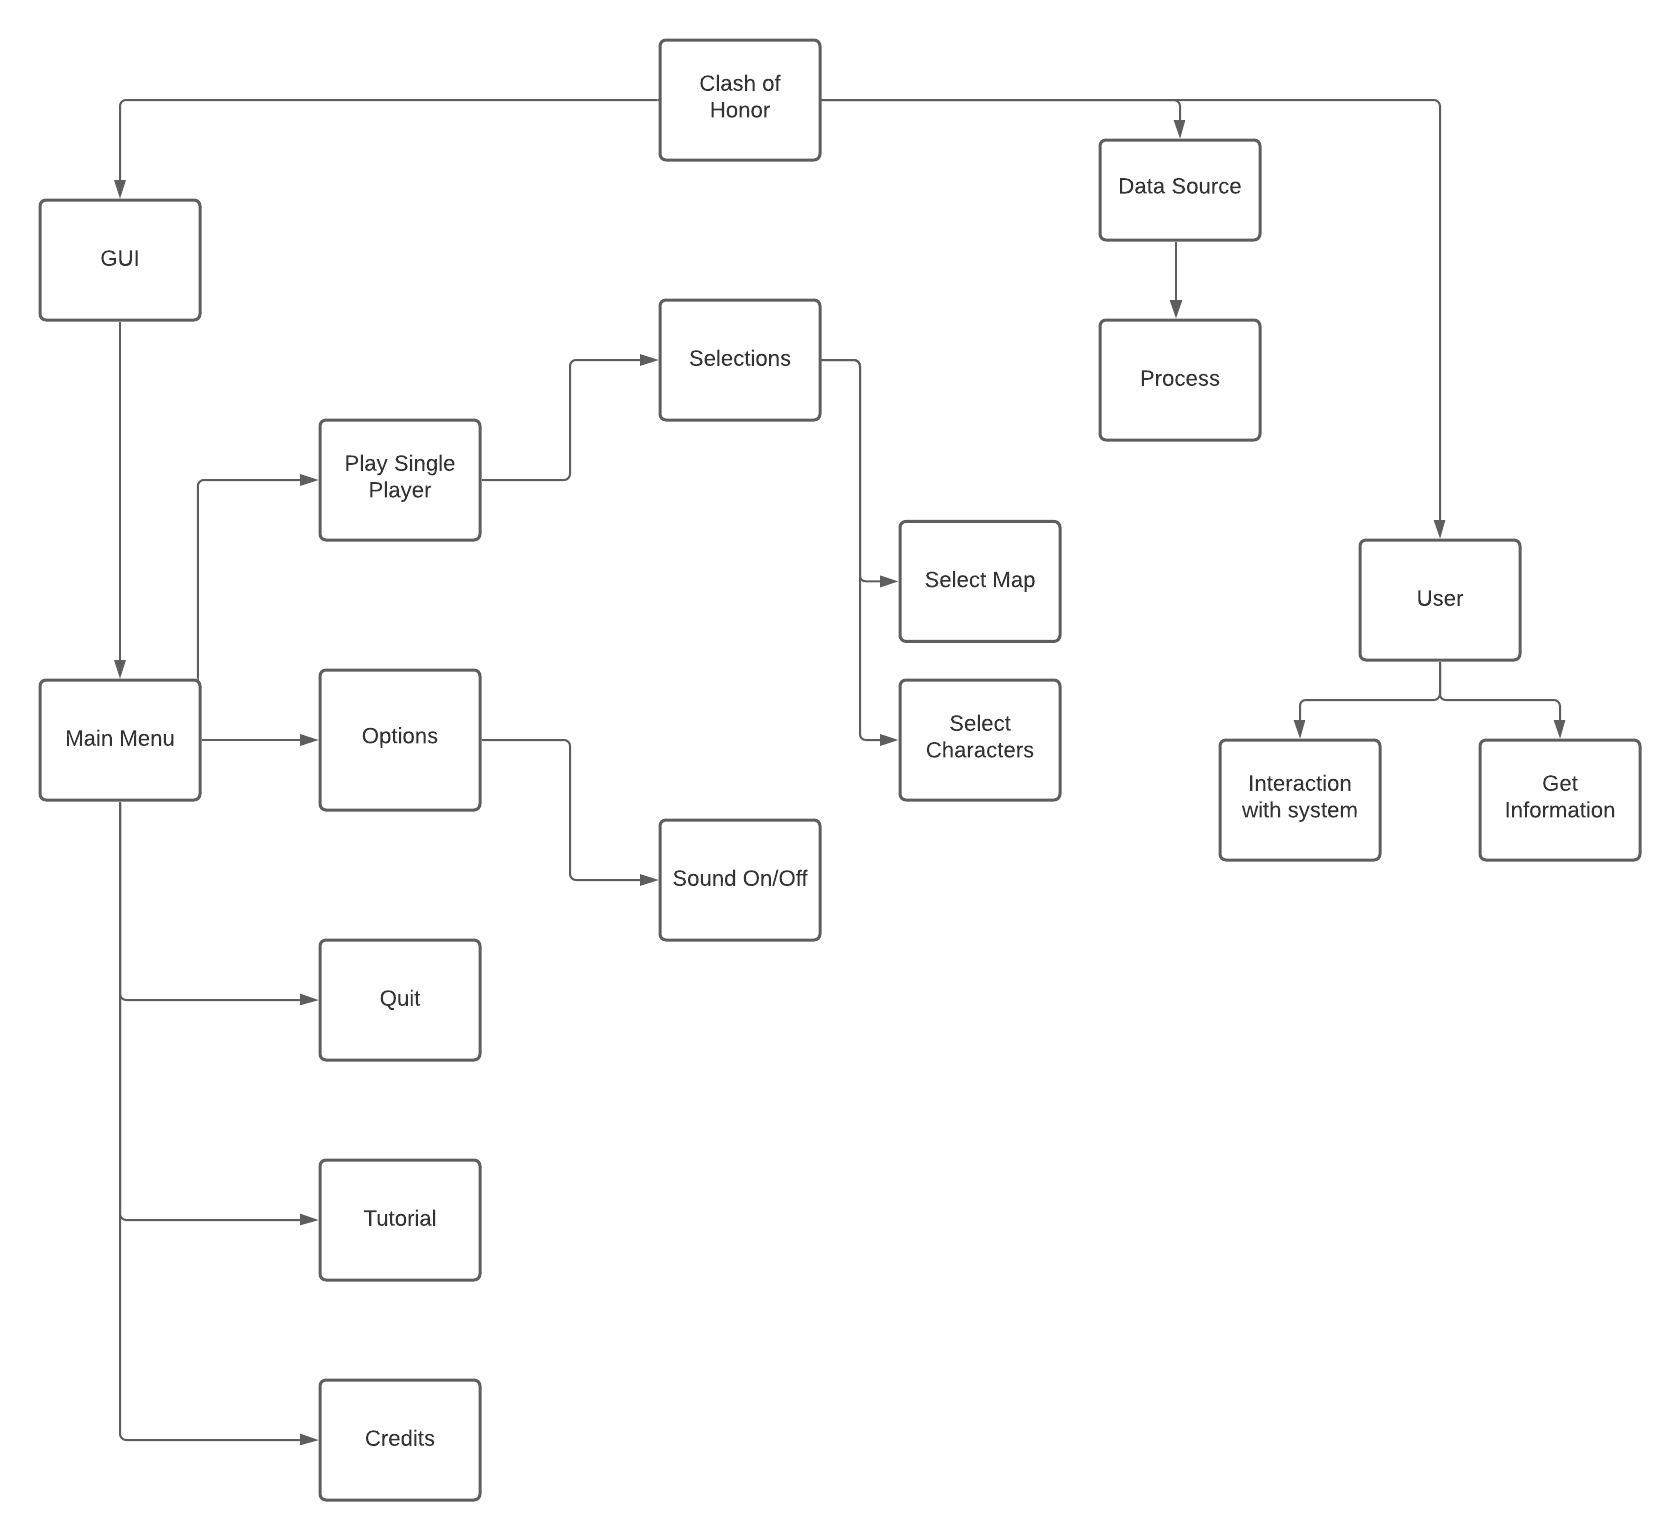 Clash of
Honor
Data Source
GUI
Selections
Process
Play Single
Player
Select Map
User
Main Menu
Options
Select
Characters
Interaction
with system
Get
Information
Sound On/Off
Quit
Tutorial
Credits